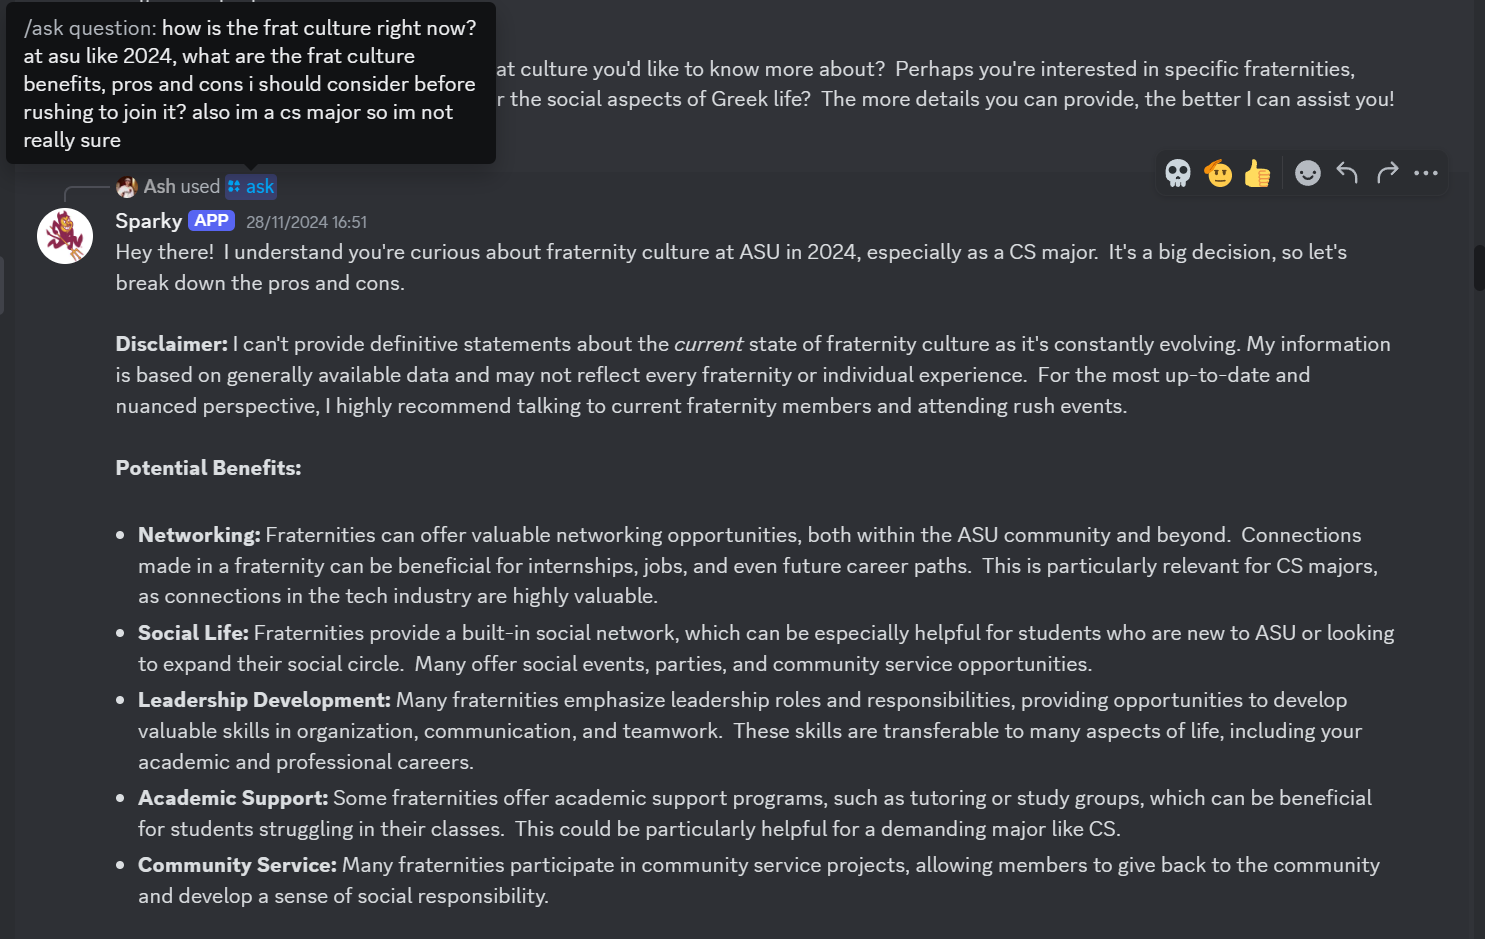 /ask question: how is the frat culture right now?
at asu like 2024, what are the frat culture
benefits, pros and cons i should consider before
rushing to join it? also im a cs major so im not
really sure
at culture you'd like to know more about?  Perhaps you're interested in specific fraternities,
r the social aspects of Greek life?  The more details you can provide, the better I can assist you!
Ash used ask
Sparky APP 28/11/2024 16:51
Hey there!  I understand you're curious about fraternity culture at ASU in 2024, especially as a CS major.  It's a big decision, so let's
break down the pros and cons.
Disclaimer: I can't provide definitive statements about the current state of fraternity culture as it's constantly evolving. My information
is based on generally available data and may not reflect every fraternity or individual experience.  For the most up-to-date and
nuanced perspective, I highly recommend talking to current fraternity members and attending rush events.
Potential Benefits:
• Networking: Fraternities can offer valuable networking opportunities, both within the ASU community and beyond.  Connections
made in a fraternity can be beneficial for internships, jobs, and even future career paths.  This is particularly relevant for CS majors,
as connections in the tech industry are highly valuable.
• Social Life: Fraternities provide a built-in social network, which can be especially helpful for students who are new to ASU or looking
to expand their social circle.  Many offer social events, parties, and community service opportunities.
• Leadership Development: Many fraternities emphasize leadership roles and responsibilities, providing opportunities to develop
valuable skills in organization, communication, and teamwork.  These skills are transferable to many aspects of life, including your
academic and professional careers.
• Academic Support: Some fraternities offer academic support programs, such as tutoring or study groups, which can be beneficial
for students struggling in their classes.  This could be particularly helpful for a demanding major like CS.
• Community Service: Many fraternities participate in community service projects, allowing members to give back to the community
and develop a sense of social responsibility.